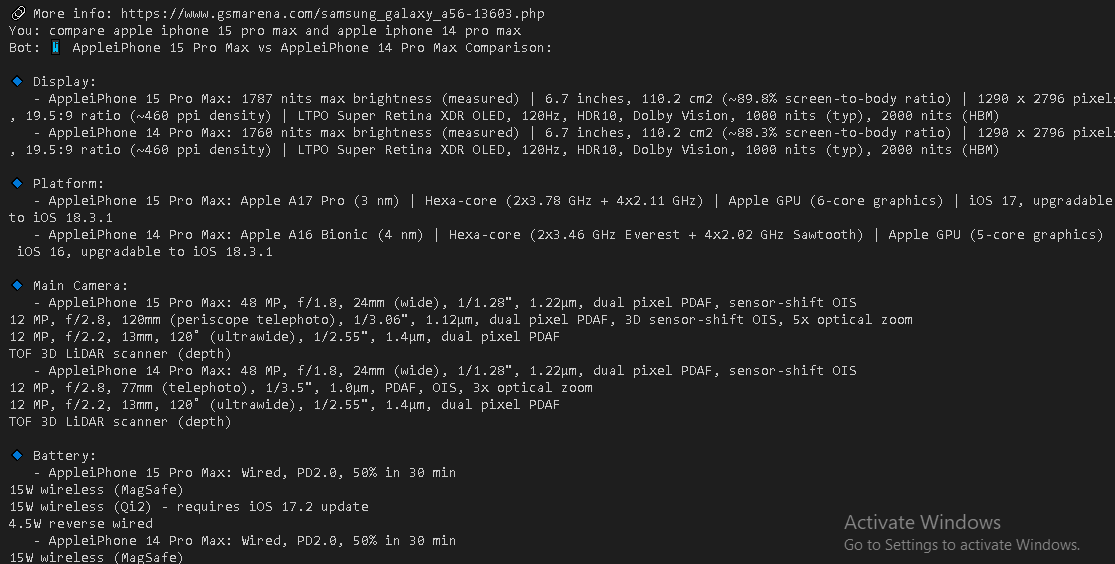 🔗 More info: https://www.gsmarena.com/samsung_galaxy_a56-13603.php
You: compare apple iphone 15 pro max and apple iphone 14 pro max
Bot: 📱 AppleiPhone 15 Pro Max vs AppleiPhone 14 Pro Max Comparison:
🔹 Display:
- AppleiPhone 15 Pro Max: 1787 nits max brightness (measured) | 6.7 inches, 110.2 cm2 (~89.8% screen-to-body ratio) | 1290 x 2796 pixels
, 19.5:9 ratio (~460 ppi density) | LTPO Super Retina XDR OLED, 120Hz, HDR10, Dolby Vision, 1000 nits (typ), 2000 nits (HBM)
- AppleiPhone 14 Pro Max: 1760 nits max brightness (measured) | 6.7 inches, 110.2 cm2 (~88.3% screen-to-body ratio) | 1290 x 2796 pixels
, 19.5:9 ratio (~460 ppi density) | LTPO Super Retina XDR OLED, 120Hz, HDR10, Dolby Vision, 1000 nits (typ), 2000 nits (HBM)
🔹 Platform:
- AppleiPhone 15 Pro Max: Apple A17 Pro (3 nm) | Hexa-core (2x3.78 GHz + 4x2.11 GHz) | Apple GPU (6-core graphics) | iOS 17, upgradable
to iOS 18.3.1
- AppleiPhone 14 Pro Max: Apple A16 Bionic (4 nm) | Hexa-core (2x3.46 GHz Everest + 4x2.02 GHz Sawtooth) | Apple GPU (5-core graphics)
iOS 16, upgradable to iOS 18.3.1
🔹 Main Camera:
- AppleiPhone 15 Pro Max: 48 MP, f/1.8, 24mm (wide), 1/1.28", 1.22µm, dual pixel PDAF, sensor-shift OIS
12 MP, f/2.8, 120mm (periscope telephoto), 1/3.06", 1.12µm, dual pixel PDAF, 3D sensor-shift OIS, 5x optical zoom
12 MP, f/2.2, 13mm, 120˚ (ultrawide), 1/2.55", 1.4µm, dual pixel PDAF
TOF 3D LiDAR scanner (depth)
- AppleiPhone 14 Pro Max: 48 MP, f/1.8, 24mm (wide), 1/1.28", 1.22µm, dual pixel PDAF, sensor-shift OIS
12 MP, f/2.8, 77mm (telephoto), 1/3.5", 1.0µm, PDAF, OIS, 3x optical zoom
12 MP, f/2.2, 13mm, 120˚ (ultrawide), 1/2.55", 1.4µm, dual pixel PDAF
TOF 3D LiDAR scanner (depth)
🔹 Battery:
- AppleiPhone 15 Pro Max: Wired, PD2.0, 50% in 30 min
15W wireless (MagSafe)
15W wireless (Qi2) - requires iOS 17.2 update
4.5W reverse wired
- AppleiPhone 14 Pro Max: Wired, PD2.0, 50% in 30 min
15W wireless (MagSafe)
Activate Windows
Go to Settings to activate Windows.